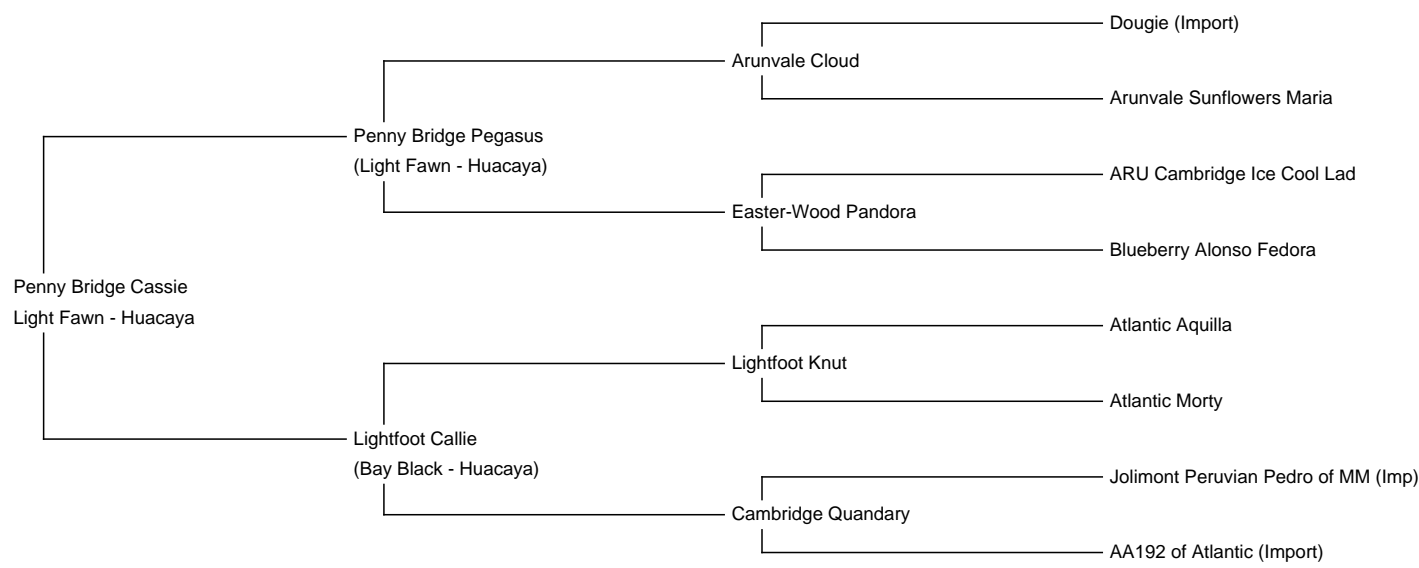 Dougie (Import)
Arunvale Cloud
Arunvale Sunflowers Maria
Penny Bridge Pegasus
(Light Fawn - Huacaya)
ARU Cambridge Ice Cool Lad
Easter-Wood Pandora
Blueberry Alonso Fedora
Penny Bridge Cassie
Light Fawn - Huacaya
Atlantic Aquilla
Lightfoot Knut
Atlantic Morty
Lightfoot Callie
(Bay Black - Huacaya)
Jolimont Peruvian Pedro of MM (Imp)
Cambridge Quandary
AA192 of Atlantic (Import)